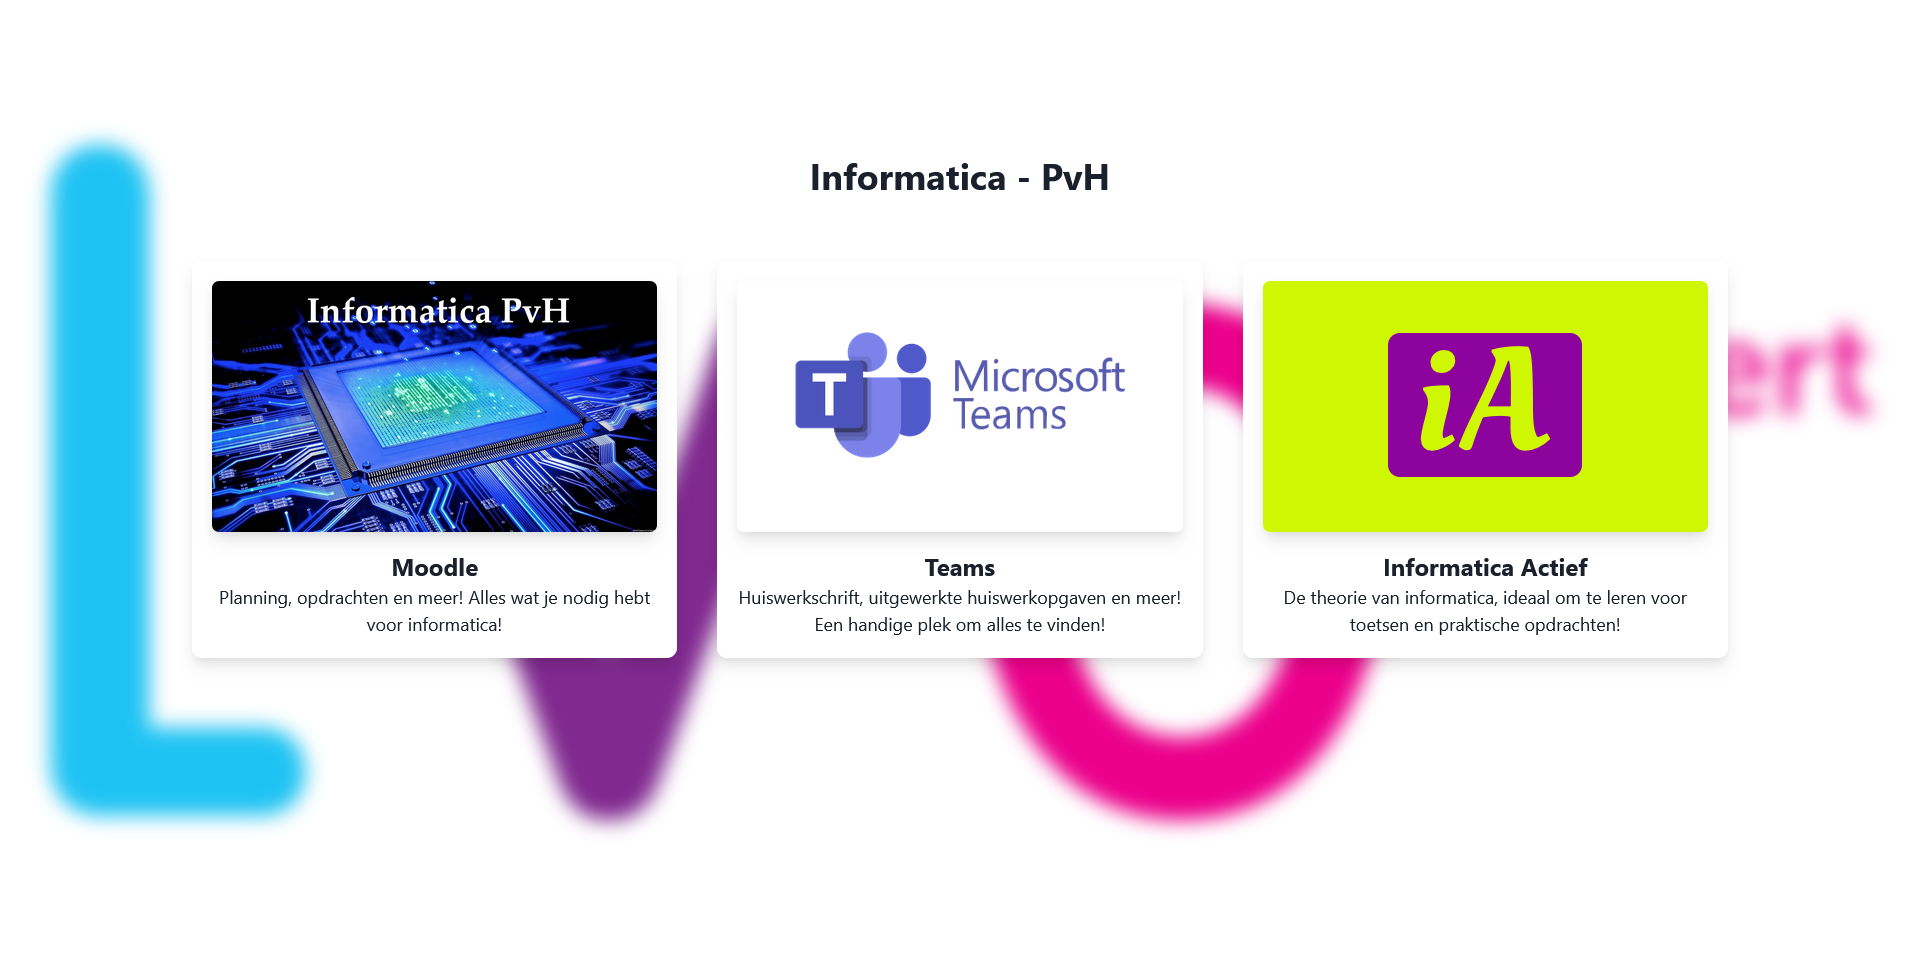 Informatica - PvH
Informatica PvH
Microsoft
Teams
iA
Moodle
Planning, opdrachten en meer! Alles wat je nodig hebt
voor informatica!
Teams
Huiswerkschrift, uitgewerkte huiswerkopgaven en meer!
Een handige plek om alles te vinden!
Informatica Actief
De theorie van informatica, ideaal om te leren voor
toetsen en praktische opdrachten!